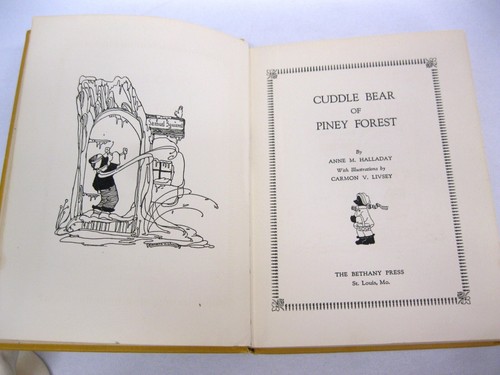 CUDDLE BEAR
OF
PINEY FOREST
By
ANNE M. HALLADAY
With Illustrations by
CARMON V. LIVSEY
THE BETHANY PRESS
St. Louis, Mo.